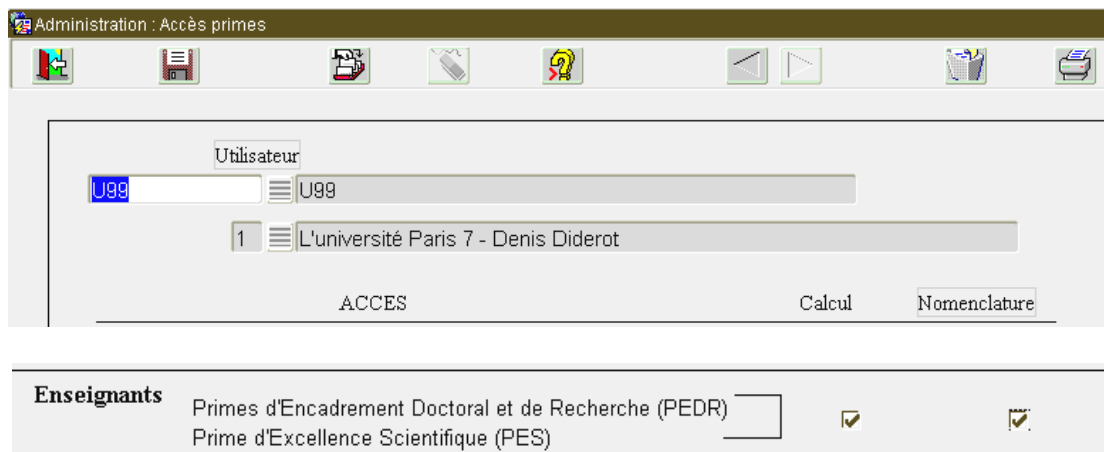 Administration : Accès primes
Utilisateur
U99 U99
1 L'université Paris 7 - Denis Diderot
ACCES Calcul Nomenclature
Enseignants
Primes d'Encadrement Doctoral et de Recherche (PEDR)
Prime d'Excellence Scientifique (PES)